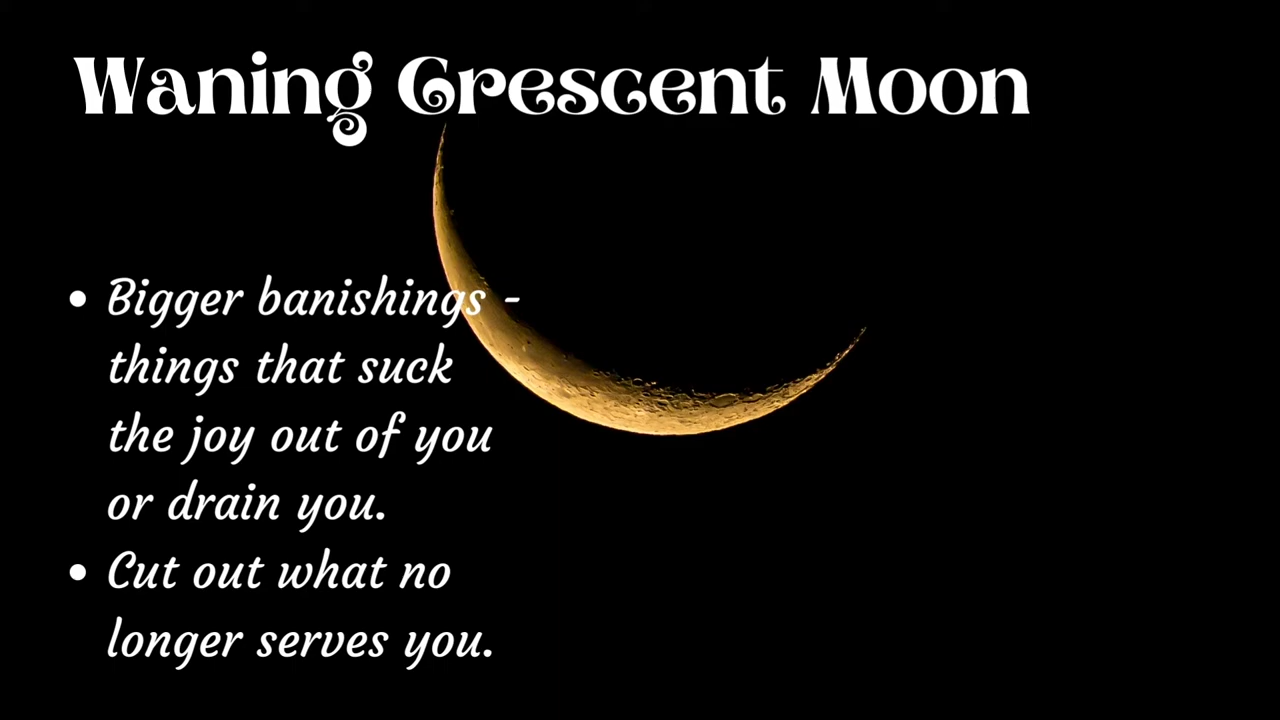 Waning Crescent Moon
• Bigger banishings -
things that suck
the joy out of you
or drain you.
• Cut out what no
longer serves you.